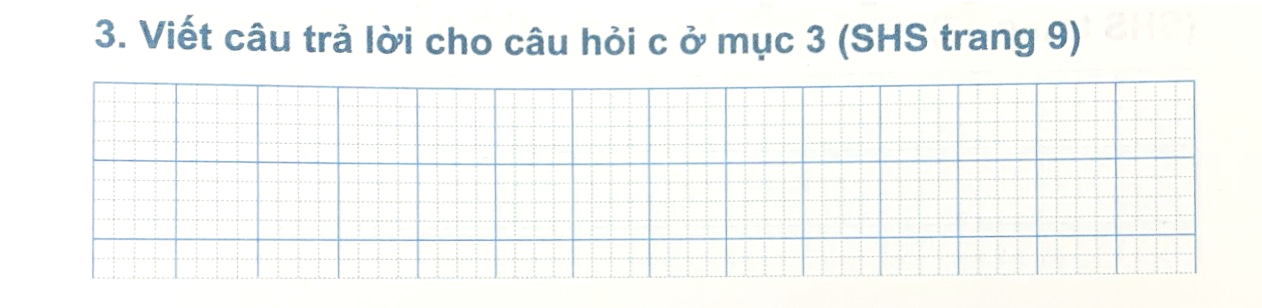 3. Viết câu trả lời cho câu hỏi c ở mục 3 (SHS trang 9)